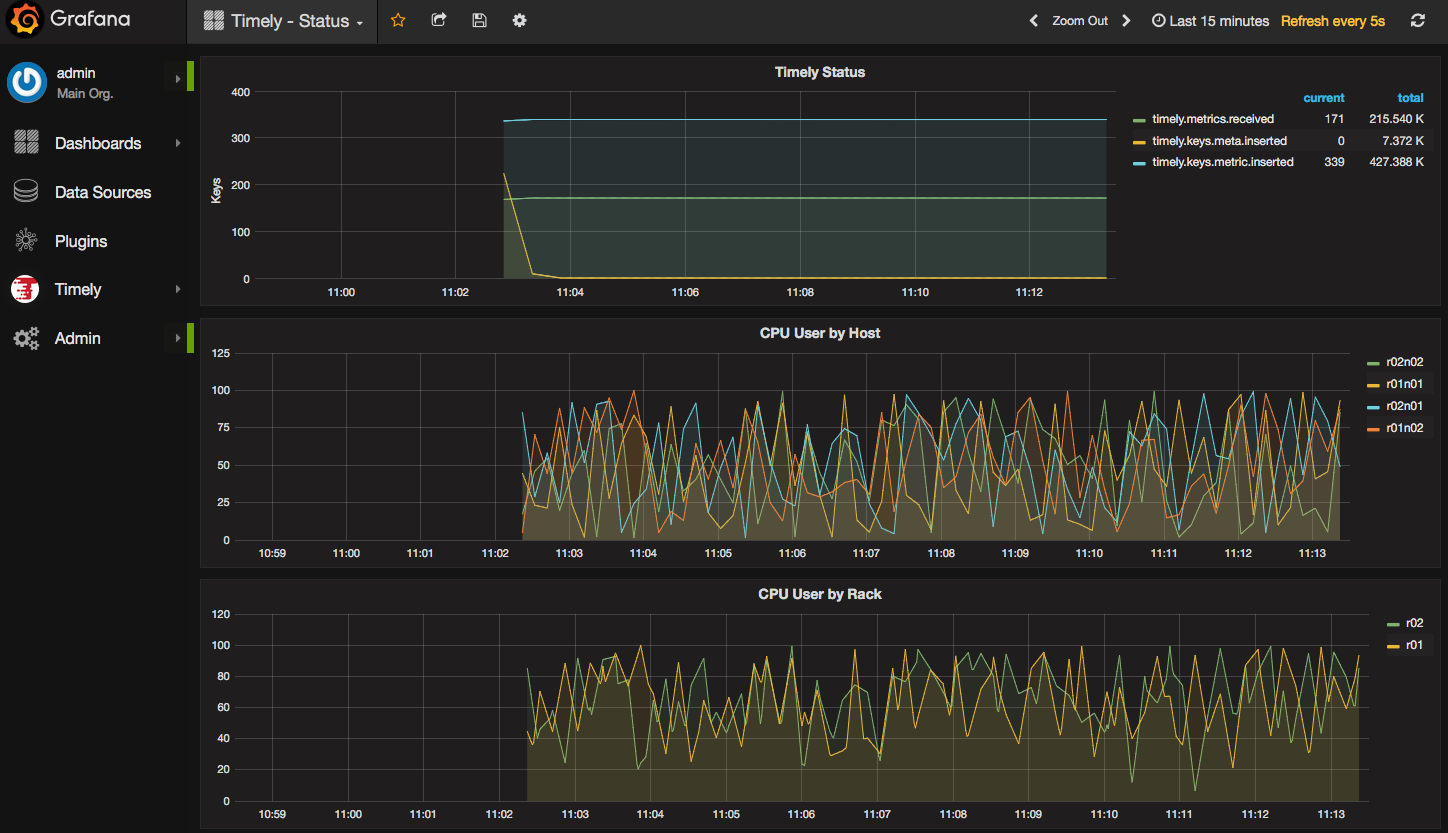 Grafana
Timely - Status
Zoom Out
Last 15 minutes
Refresh every 5s
admin
Main Org.
Dashboards
Data Sources
Plugins
Timely
Admin
Timely Status
400
300
200
100
0
Keys
11:00 11:02 11:04 11:06 11:08 11:10 11:12
current total
timely.metrics.received 171 215.540 K
timely.keys.meta.inserted 0 7.372 K
timely.keys.metric.inserted 339 427.388 K
CPU User by Host
125
100
75
50
25
0
10:59 11:00 11:01 11:02 11:03 11:04 11:05 11:06 11:07 11:08 11:09 11:10 11:11 11:12 11:13
r02n02
r01n01
r02n01
r01n02
CPU User by Rack
120
100
80
60
40
20
0
10:59 11:00 11:01 11:02 11:03 11:04 11:05 11:06 11:07 11:08 11:09 11:10 11:11 11:12 11:13
r02
r01